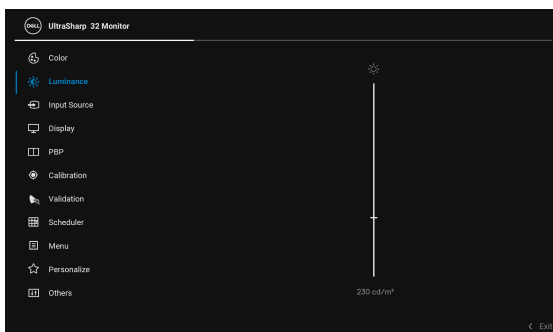 DELL
UltraSharp 32 Monitor
Color
Luminance
Input Source
Display
PBP
Calibration
Validation
Scheduler
Menu
Personalize
Others
230 cd/m²
Exit